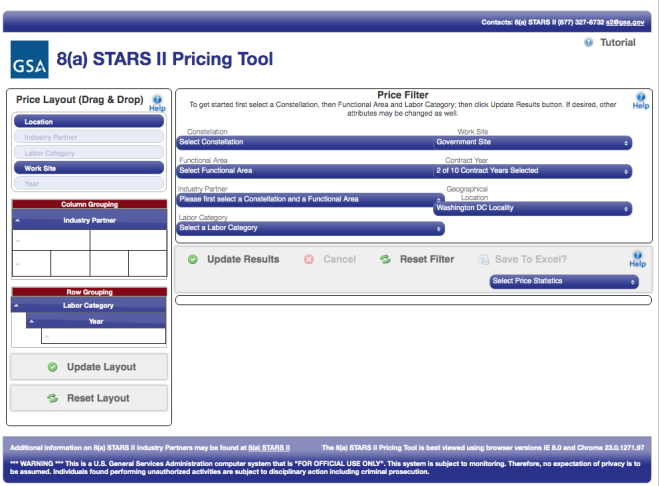 Contacts: 8(a) STARS II (877) 327-8732 s2@gsa.gov
GSA
8(a) STARS II Pricing Tool
Tutorial
Price Layout (Drag & Drop)
Help
Location
Industry Partner
Labor Category
Work Site
Year
Column Grouping
Industry Partner
Row Grouping
Labor Category
Year
Update Layout
Reset Layout
Price Filter
To get started first select a Constellation, then Functional Area and Labor Category; then click Update Results button. If desired, other
attributes may be changed as well.
Help
Constellation
Select Constellation
Work Site
Government Site
Functional Area
Select Functional Area
Contract Year
2 of 10 Contract Years Selected
Industry Partner
Please first select a Constellation and a Functional Area
Geographical
Location
Washington DC Locality
Labor Category
Select a Labor Category
Update Results
Cancel
Reset Filter
Save To Excel?
Help
Select Price Statistics
Additional information on 8(a) STARS II Industry Partners may be found at 8(a) STARS II
The 8(a) STARS II Pricing Tool is best viewed using browser versions IE 8.0 and Chrome 23.0.1271.97
*** WARNING *** This is a U.S. General Services Administration computer system that is "FOR OFFICIAL USE ONLY". This system is subject to monitoring. Therefore, no expectation of privacy is to
be assumed. Individuals found performing unauthorized activities are subject to disciplinary action including criminal prosecution.